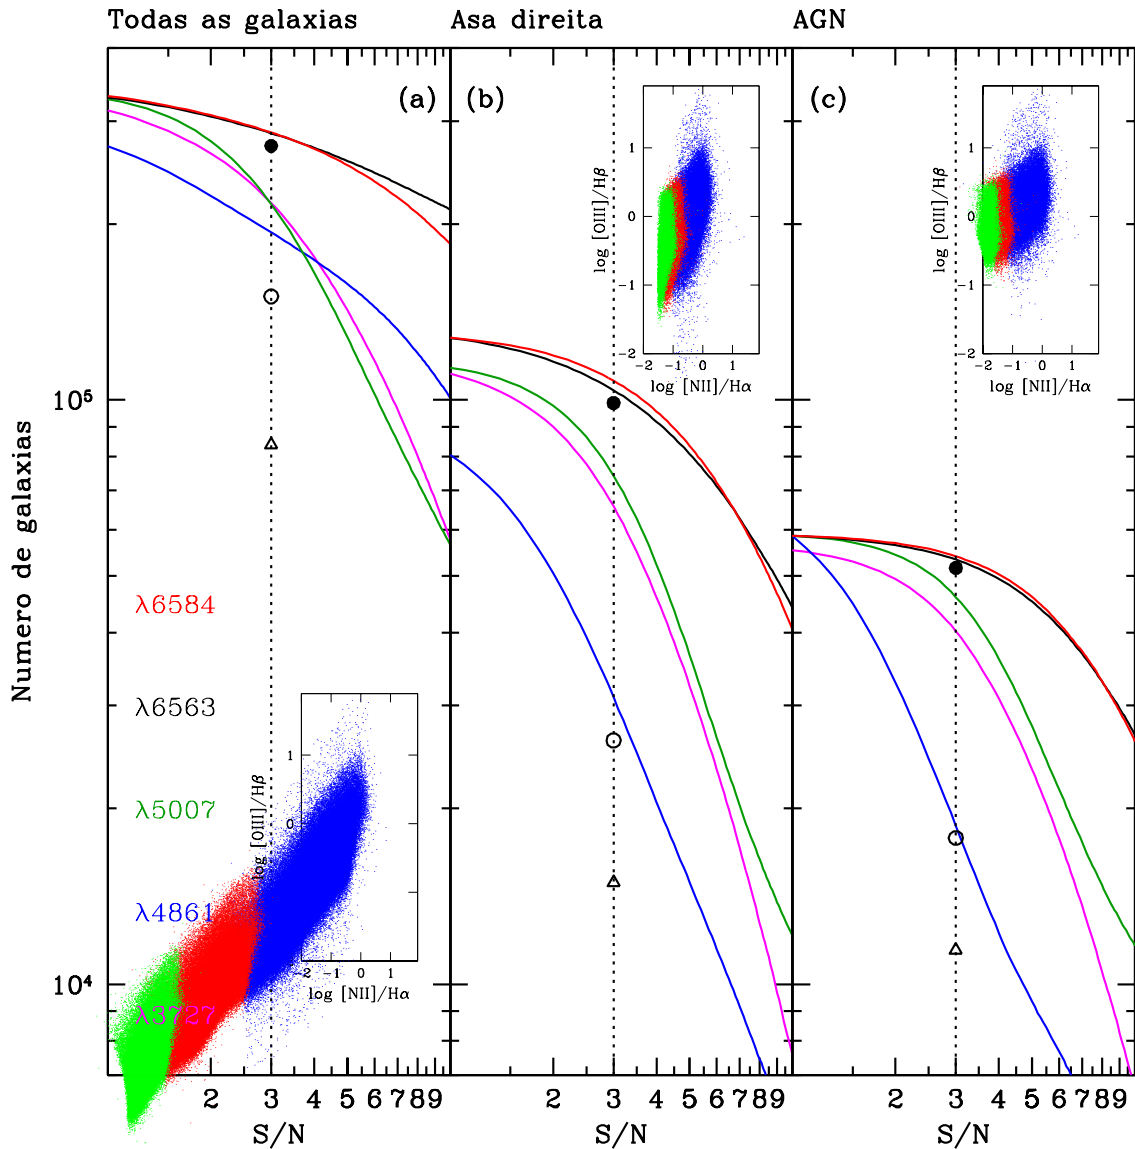 Todas as galaxias
Asa direita
AGN
(a)
(b)
(c)
Numero de galaxias
10⁵
10⁴
λ6584
λ6563
λ5007
λ4861
λ3727
log [OIII]/Hβ
1
0
-2 -1 0 1
log [NII]/Hα
log [OIII]/Hβ
1
0
-1
-2
-2 -1 0 1
log [NII]/Hα
log [OIII]/Hβ
1
0
-1
-2
-2 -1 0 1
log [NII]/Hα
2 3 4 5 6 7 8 9
2 3 4 5 6 7 8 9
2 3 4 5 6 7 8 9
S/N
S/N
S/N